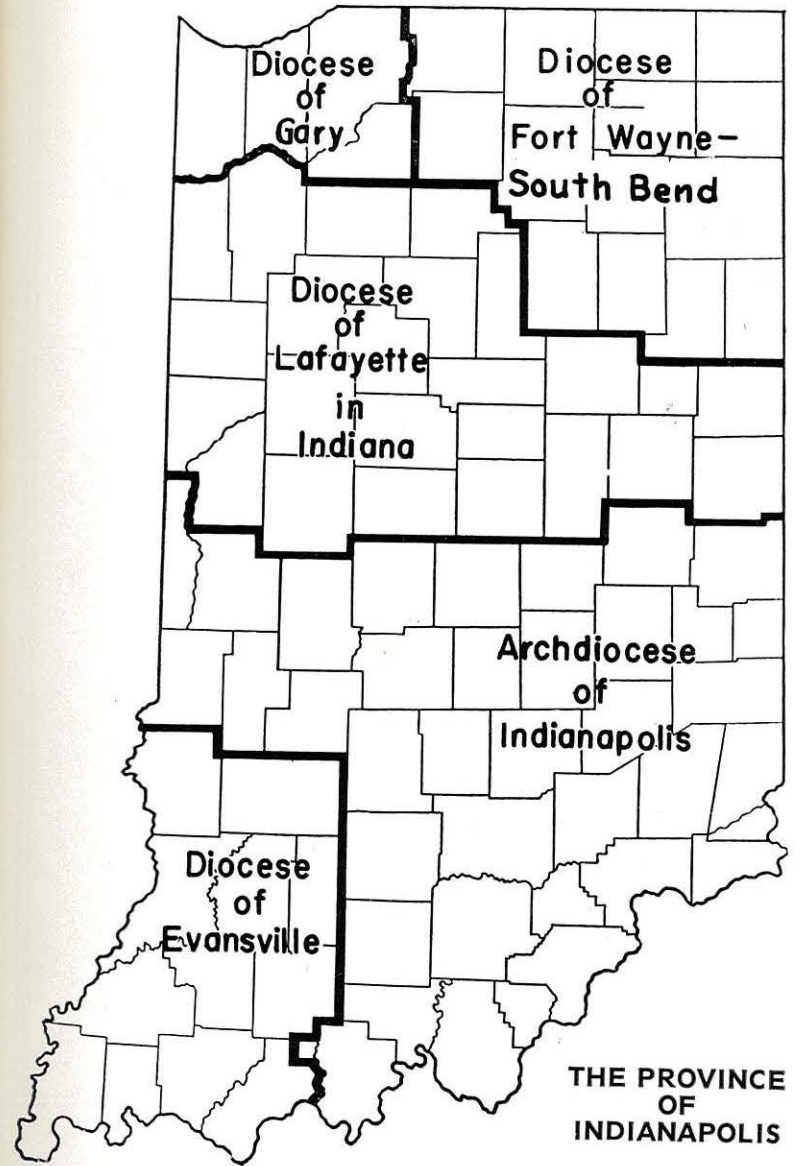 Diocese
of
Gary
Diocese
of
Fort Wayne-
South Bend
Diocese
of
Lafayette
in
Indiana
Archdiocese
of
Indianapolis
Diocese
of
Evansville
THE PROVINCE
OF
INDIANAPOLIS